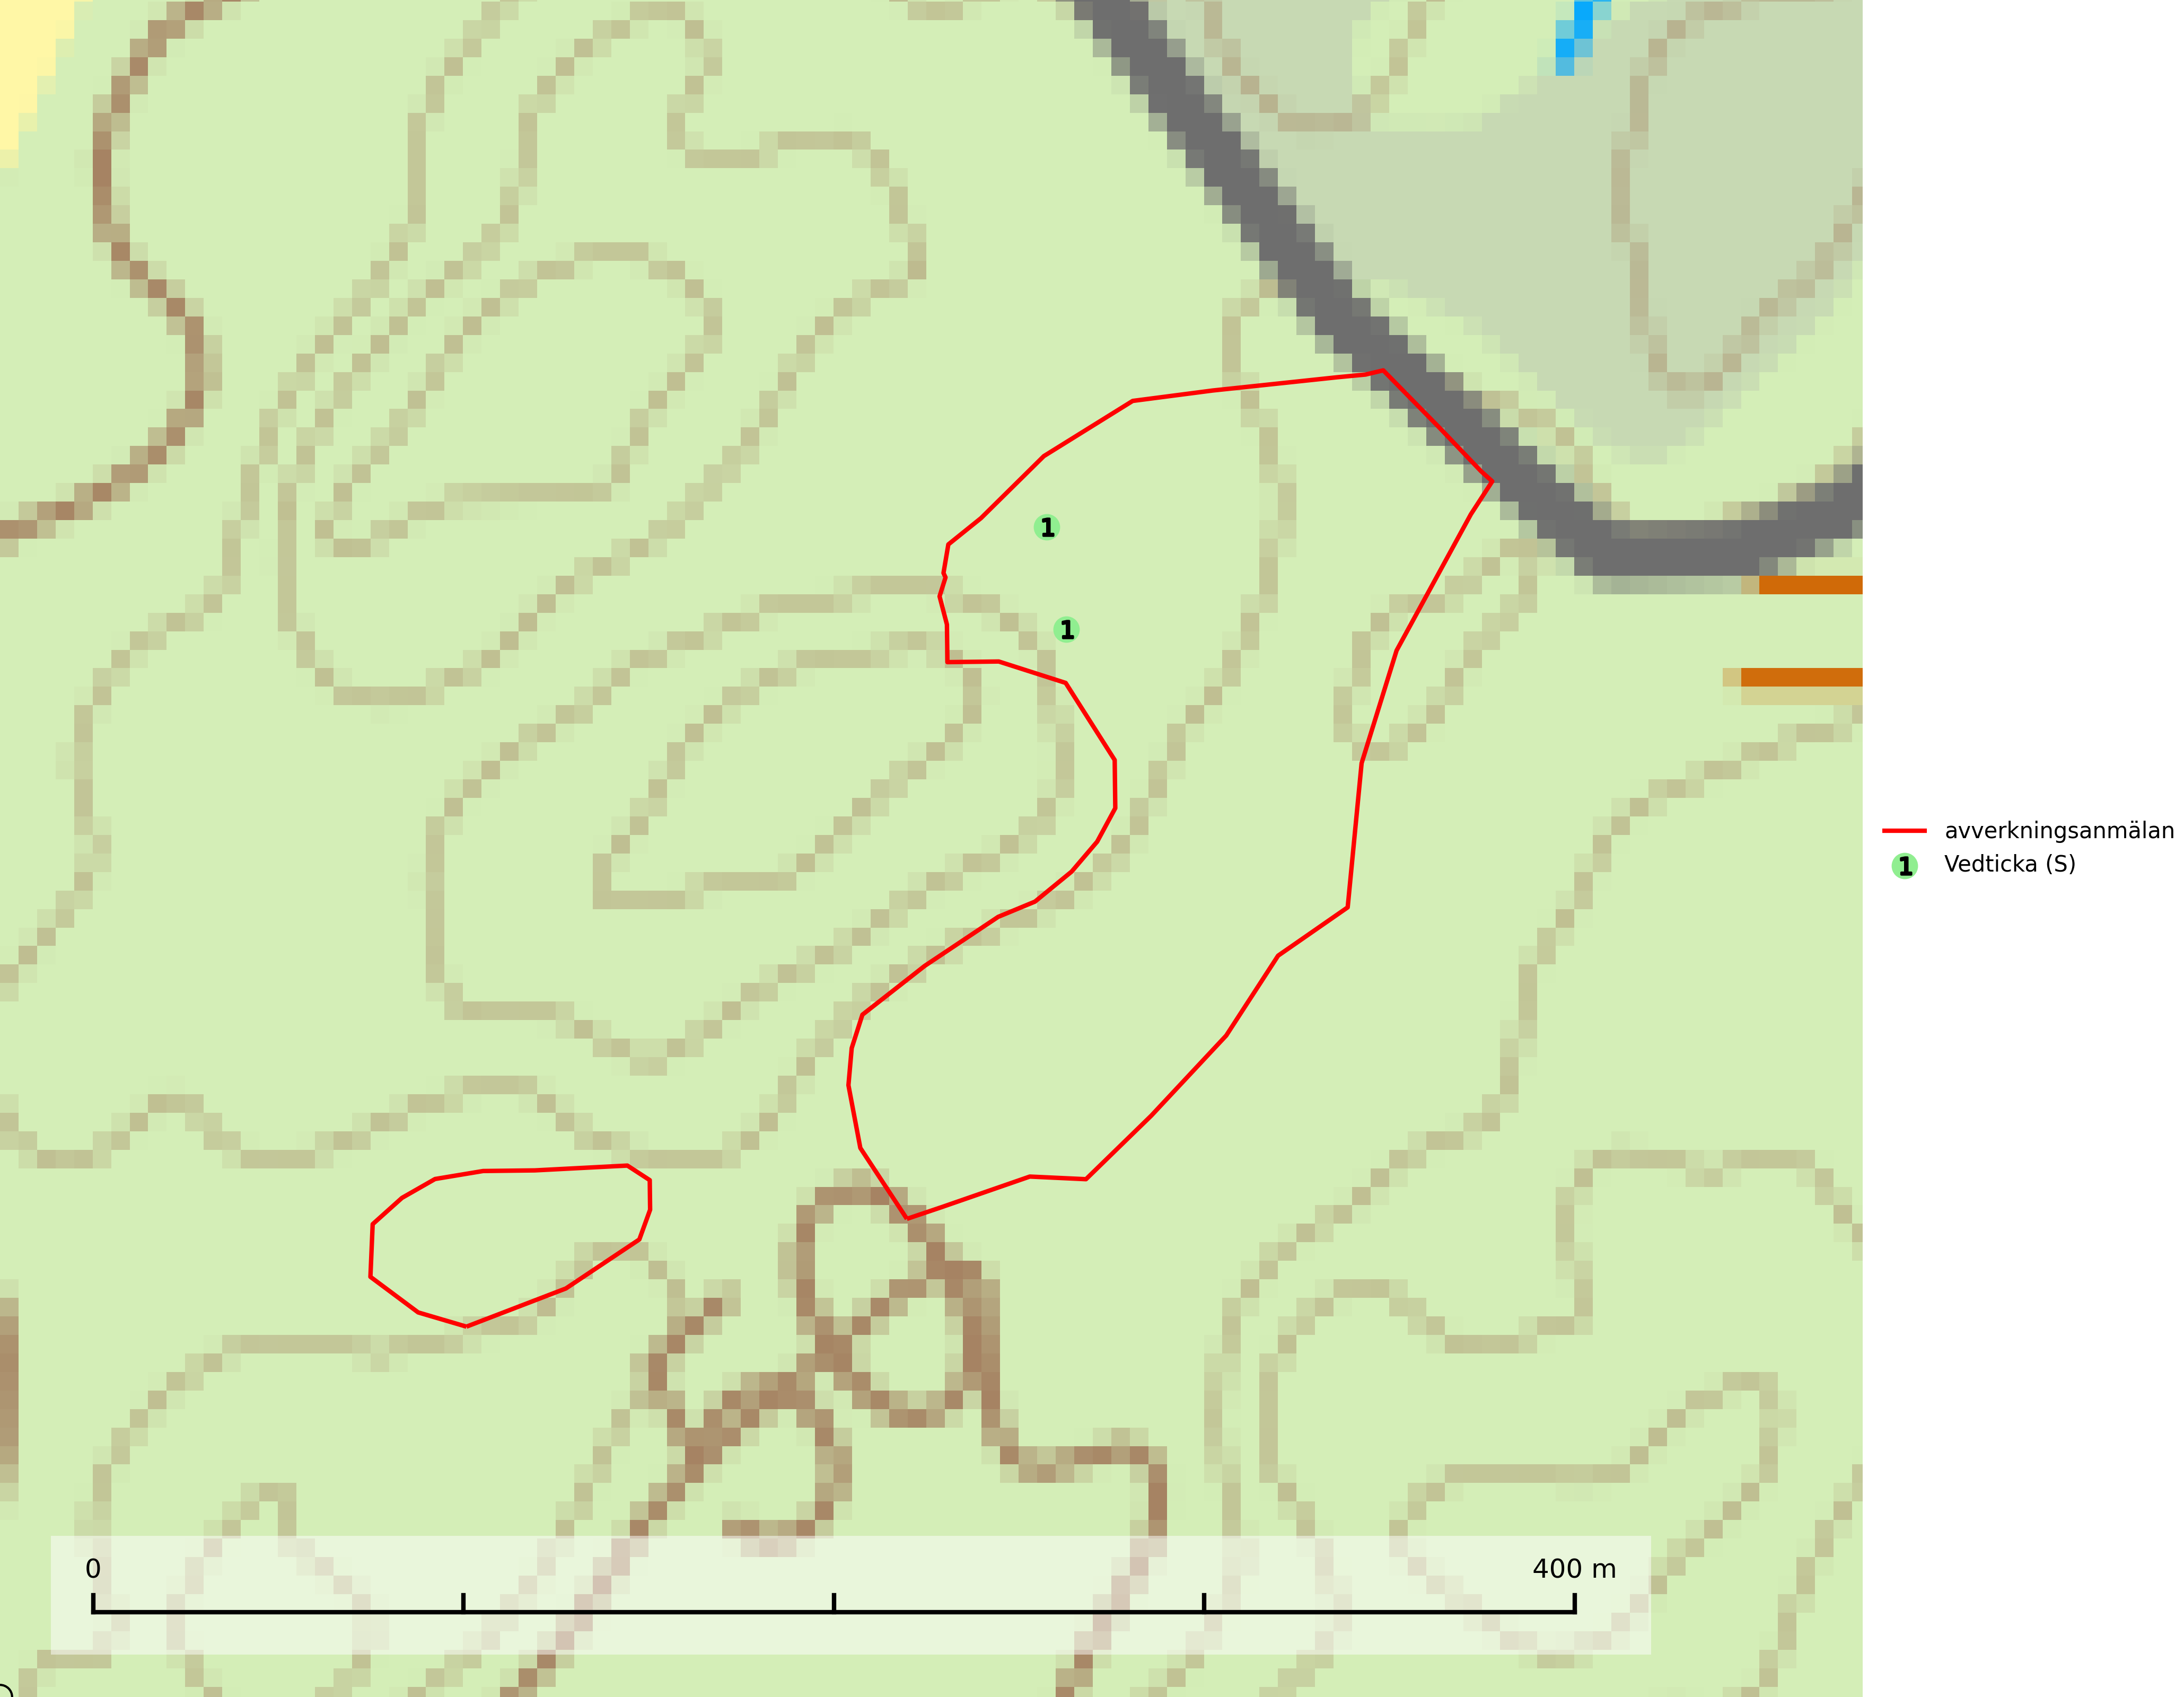 1
1
avverkningsanmälan
1 Vedticka (S)
0 400 m